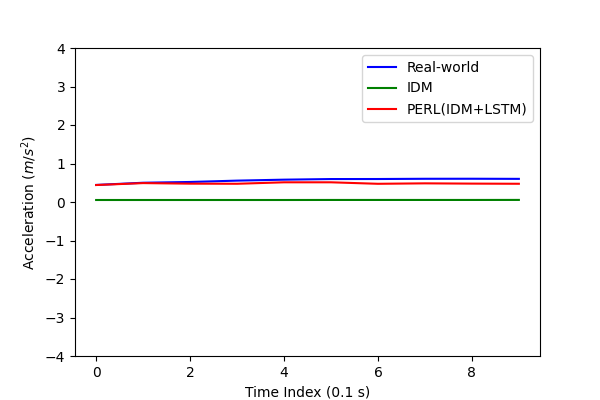 4
3
2
1
0
−1
−2
−3
−4
Acceleration (m/s²)
Real-world
IDM
PERL(IDM+LSTM)
0 2 4 6 8
Time Index (0.1 s)